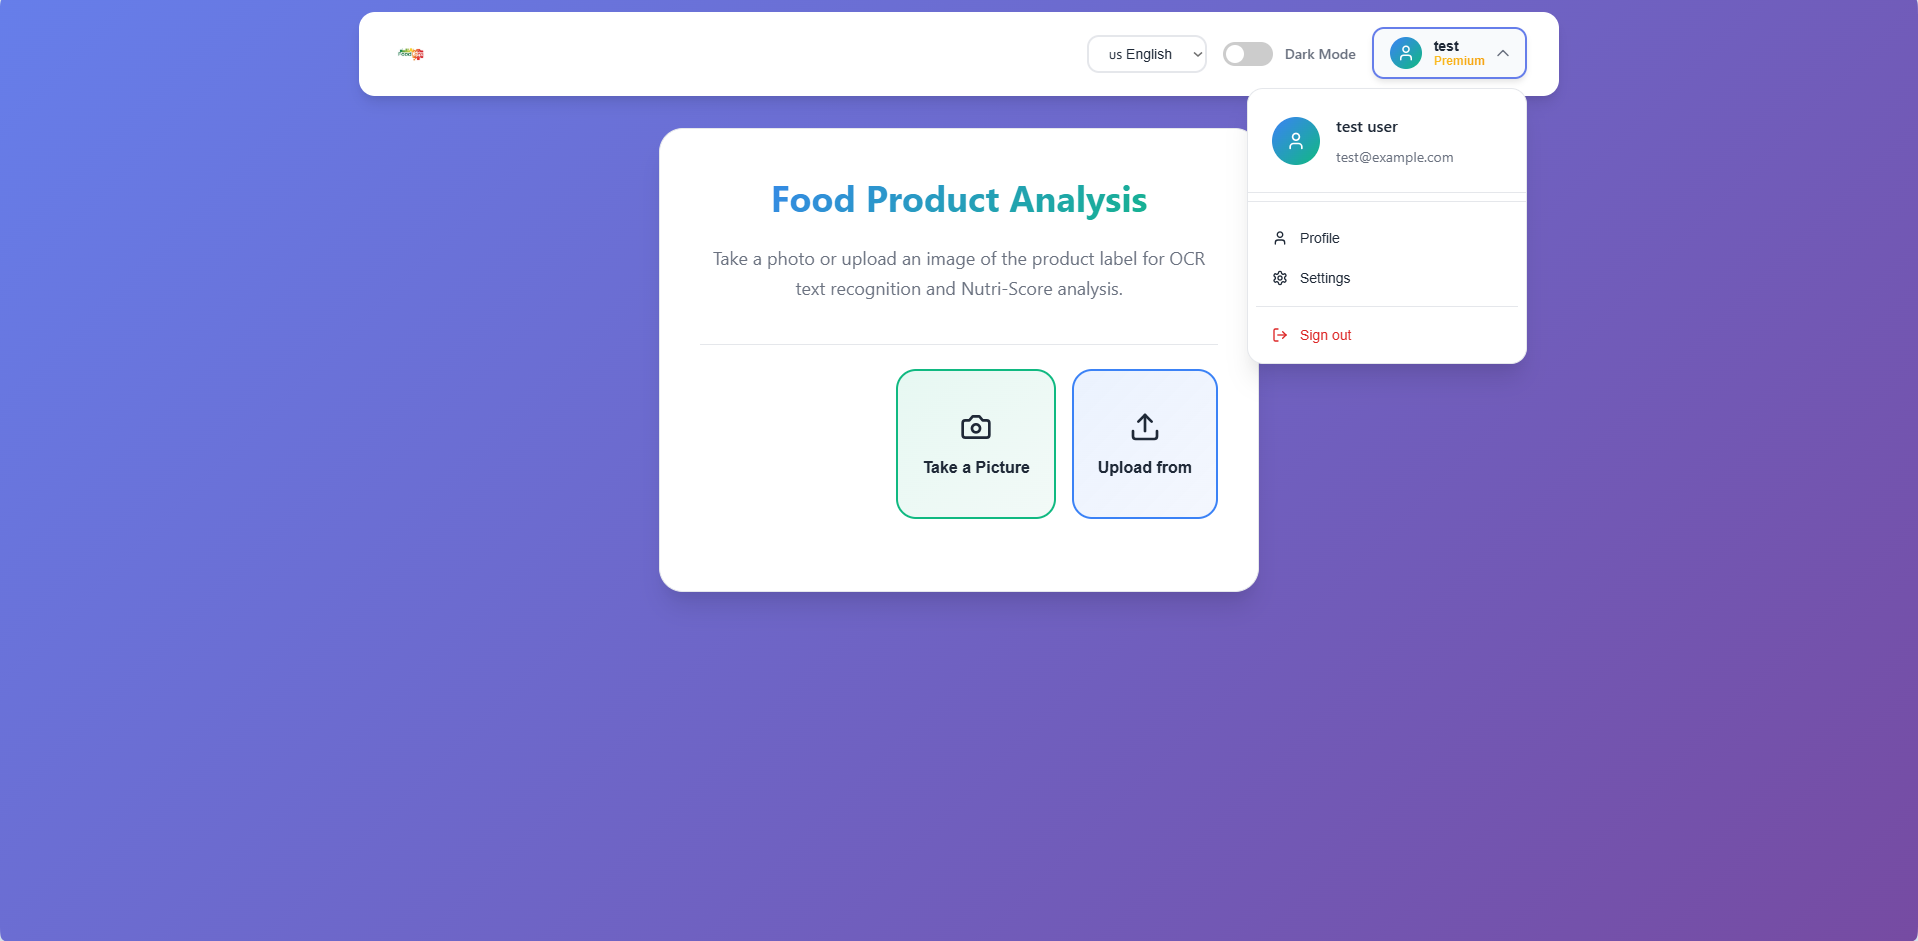 us English
Dark Mode
test
Premium
test user
test@example.com
Profile
Settings
Sign out
Food Product Analysis
Take a photo or upload an image of the product label for OCR
text recognition and Nutri-Score analysis.
Take a Picture
Upload from